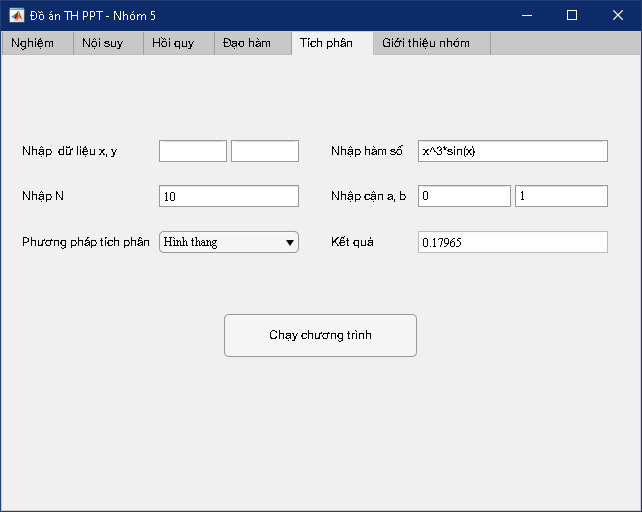 Đồ án TH PPT - Nhóm 5
Nghiệm Nội suy Hồi quy Đạo hàm Tích phân Giới thiệu nhóm
Nhập dữ liệu x, y Nhập hàm số x^3*sin(x)
Nhập N 10 Nhập cận a, b 0 1
Phương pháp tích phân Hình thang Kết quả 0.17965
Chạy chương trình